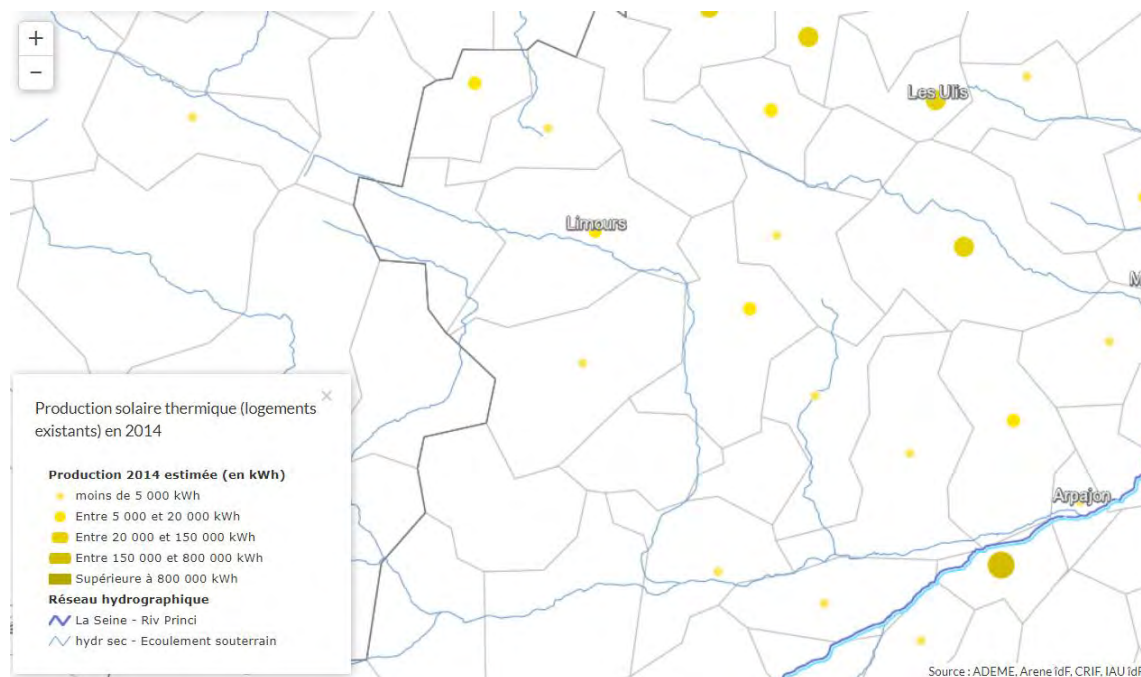 +
−
Les Ulis
Limours
M
Arpajon
×
Production solaire thermique (logements
existants) en 2014
Production 2014 estimée (en kWh)
moins de 5 000 kWh
Entre 5 000 et 20 000 kWh
Entre 20 000 et 150 000 kWh
Entre 150 000 et 800 000 kWh
Supérieure à 800 000 kWh
Réseau hydrographique
La Seine - Riv Princi
hydr sec - Ecoulement souterrain
Source : ADEME, Arene îdF, CRIF, IAU îdF